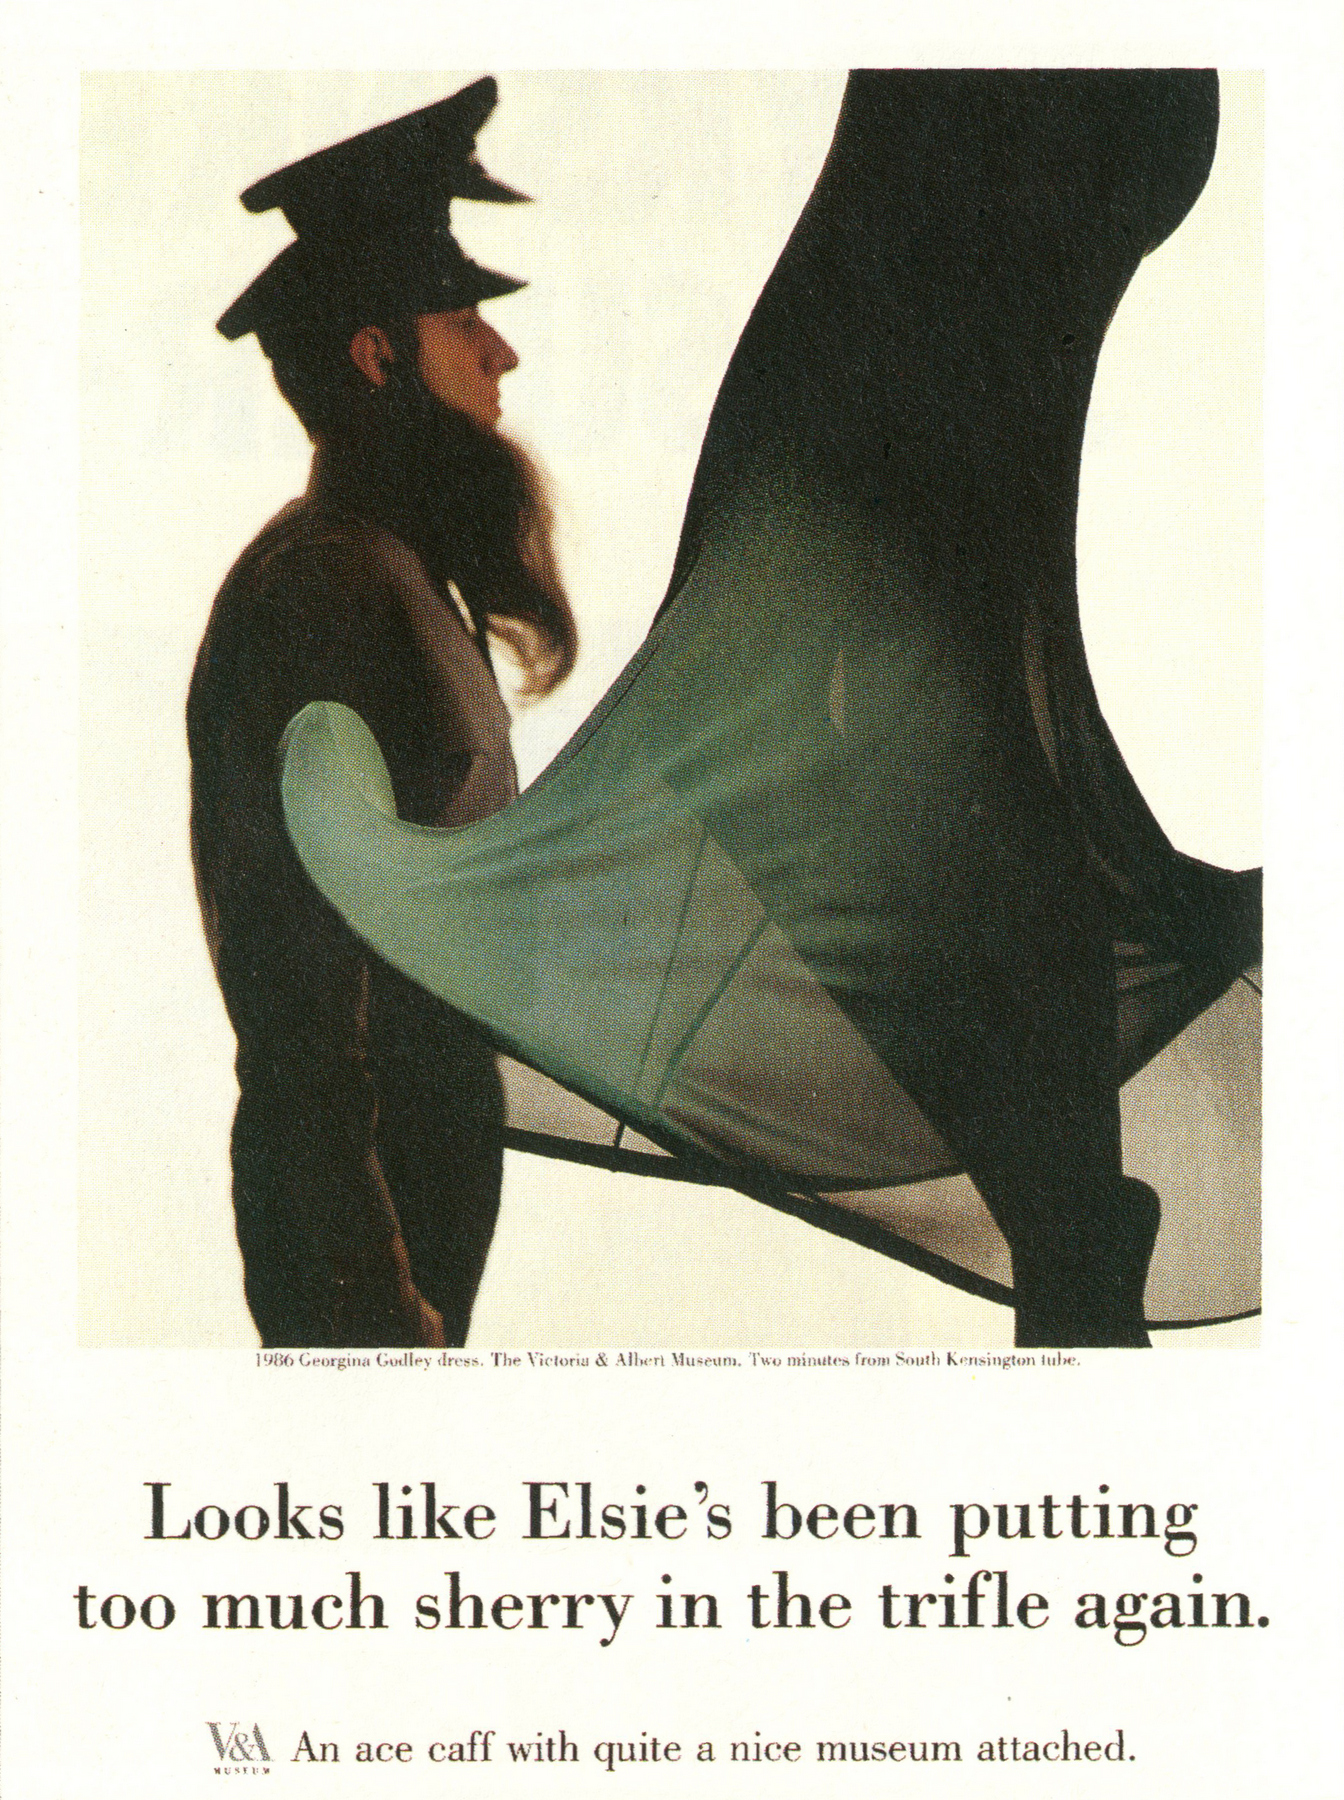 1986 Georgina Godley dress. The Victoria & Albert Museum. Two minutes from South Kensington tube.
Looks like Elsie's been putting
too much sherry in the trifle again.
V&A
MUSEUM
An ace caff with quite a nice museum attached.